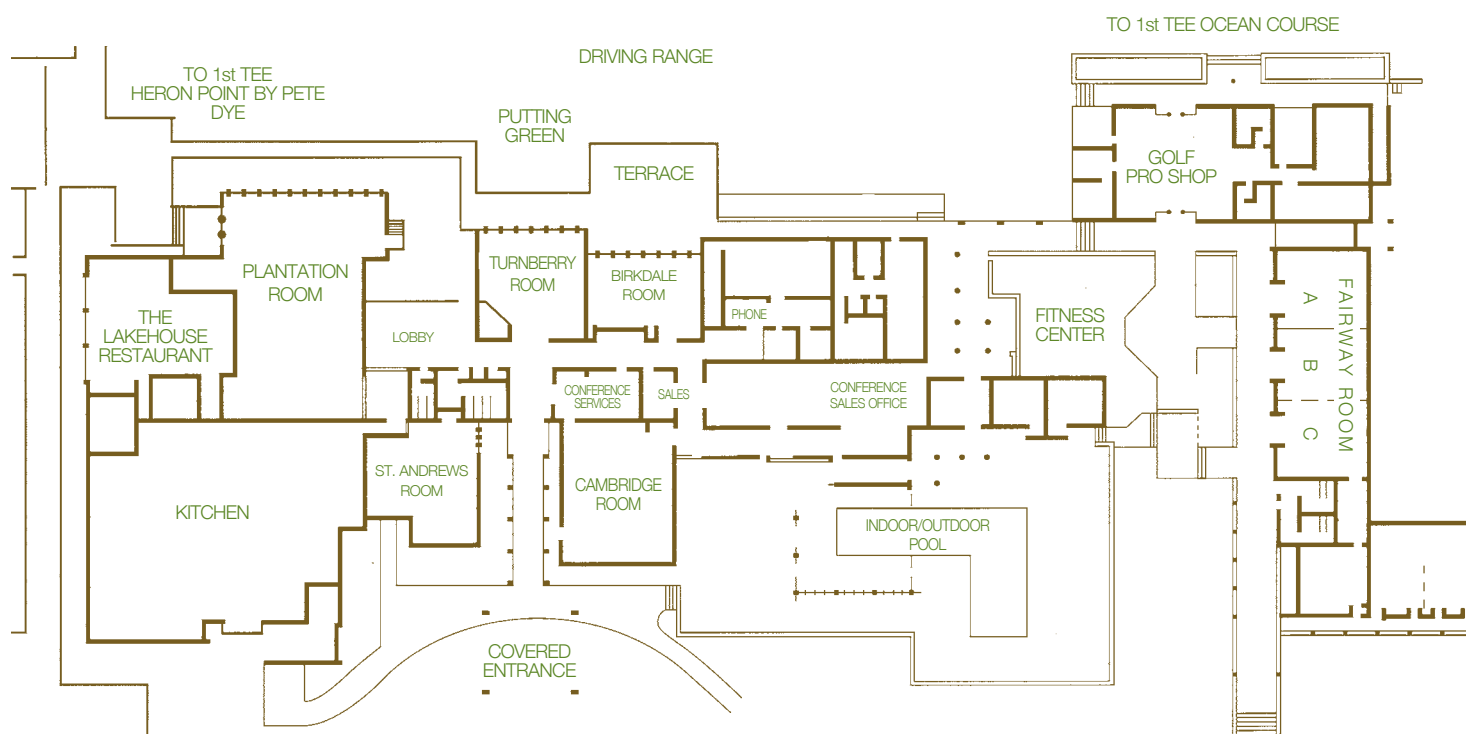 TO 1st TEE OCEAN COURSE
DRIVING RANGE
TO 1st TEE
HERON POINT BY PETE
DYE
PUTTING
GREEN
TERRACE
GOLF
PRO SHOP
PLANTATION
ROOM
TURNBERRY
ROOM
BIRKDALE
ROOM
PHONE
FITNESS
CENTER
FAIRWAY ROOM
A
B
C
THE
LAKEHOUSE
RESTAURANT
LOBBY
CONFERENCE
SERVICES
SALES
CONFERENCE
SALES OFFICE
ST. ANDREWS
ROOM
CAMBRIDGE
ROOM
KITCHEN
INDOOR/OUTDOOR
POOL
COVERED
ENTRANCE